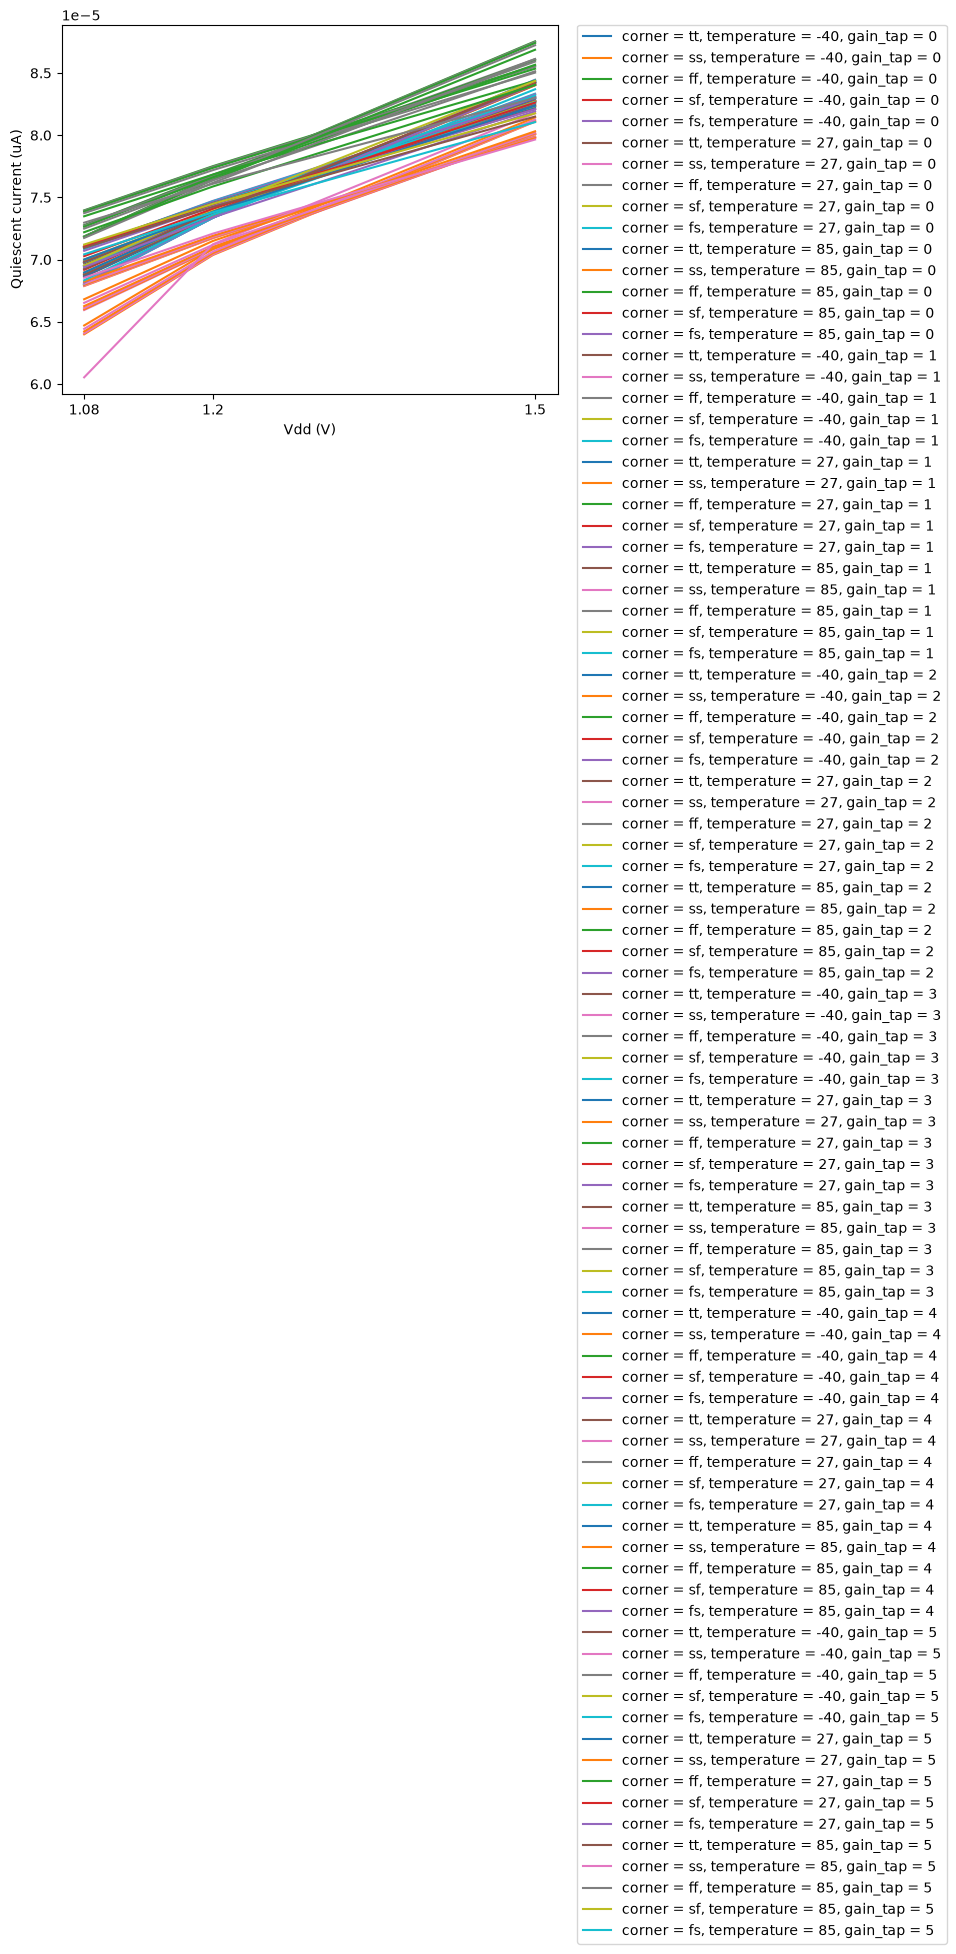 1e−5
8.5
8.0
7.5
7.0
6.5
6.0
Quiescent current (uA)
1.08
1.2
1.5
Vdd (V)
corner = tt, temperature = -40, gain_tap = 0
corner = ss, temperature = -40, gain_tap = 0
corner = ff, temperature = -40, gain_tap = 0
corner = sf, temperature = -40, gain_tap = 0
corner = fs, temperature = -40, gain_tap = 0
corner = tt, temperature = 27, gain_tap = 0
corner = ss, temperature = 27, gain_tap = 0
corner = ff, temperature = 27, gain_tap = 0
corner = sf, temperature = 27, gain_tap = 0
corner = fs, temperature = 27, gain_tap = 0
corner = tt, temperature = 85, gain_tap = 0
corner = ss, temperature = 85, gain_tap = 0
corner = ff, temperature = 85, gain_tap = 0
corner = sf, temperature = 85, gain_tap = 0
corner = fs, temperature = 85, gain_tap = 0
corner = tt, temperature = -40, gain_tap = 1
corner = ss, temperature = -40, gain_tap = 1
corner = ff, temperature = -40, gain_tap = 1
corner = sf, temperature = -40, gain_tap = 1
corner = fs, temperature = -40, gain_tap = 1
corner = tt, temperature = 27, gain_tap = 1
corner = ss, temperature = 27, gain_tap = 1
corner = ff, temperature = 27, gain_tap = 1
corner = sf, temperature = 27, gain_tap = 1
corner = fs, temperature = 27, gain_tap = 1
corner = tt, temperature = 85, gain_tap = 1
corner = ss, temperature = 85, gain_tap = 1
corner = ff, temperature = 85, gain_tap = 1
corner = sf, temperature = 85, gain_tap = 1
corner = fs, temperature = 85, gain_tap = 1
corner = tt, temperature = -40, gain_tap = 2
corner = ss, temperature = -40, gain_tap = 2
corner = ff, temperature = -40, gain_tap = 2
corner = sf, temperature = -40, gain_tap = 2
corner = fs, temperature = -40, gain_tap = 2
corner = tt, temperature = 27, gain_tap = 2
corner = ss, temperature = 27, gain_tap = 2
corner = ff, temperature = 27, gain_tap = 2
corner = sf, temperature = 27, gain_tap = 2
corner = fs, temperature = 27, gain_tap = 2
corner = tt, temperature = 85, gain_tap = 2
corner = ss, temperature = 85, gain_tap = 2
corner = ff, temperature = 85, gain_tap = 2
corner = sf, temperature = 85, gain_tap = 2
corner = fs, temperature = 85, gain_tap = 2
corner = tt, temperature = -40, gain_tap = 3
corner = ss, temperature = -40, gain_tap = 3
corner = ff, temperature = -40, gain_tap = 3
corner = sf, temperature = -40, gain_tap = 3
corner = fs, temperature = -40, gain_tap = 3
corner = tt, temperature = 27, gain_tap = 3
corner = ss, temperature = 27, gain_tap = 3
corner = ff, temperature = 27, gain_tap = 3
corner = sf, temperature = 27, gain_tap = 3
corner = fs, temperature = 27, gain_tap = 3
corner = tt, temperature = 85, gain_tap = 3
corner = ss, temperature = 85, gain_tap = 3
corner = ff, temperature = 85, gain_tap = 3
corner = sf, temperature = 85, gain_tap = 3
corner = fs, temperature = 85, gain_tap = 3
corner = tt, temperature = -40, gain_tap = 4
corner = ss, temperature = -40, gain_tap = 4
corner = ff, temperature = -40, gain_tap = 4
corner = sf, temperature = -40, gain_tap = 4
corner = fs, temperature = -40, gain_tap = 4
corner = tt, temperature = 27, gain_tap = 4
corner = ss, temperature = 27, gain_tap = 4
corner = ff, temperature = 27, gain_tap = 4
corner = sf, temperature = 27, gain_tap = 4
corner = fs, temperature = 27, gain_tap = 4
corner = tt, temperature = 85, gain_tap = 4
corner = ss, temperature = 85, gain_tap = 4
corner = ff, temperature = 85, gain_tap = 4
corner = sf, temperature = 85, gain_tap = 4
corner = fs, temperature = 85, gain_tap = 4
corner = tt, temperature = -40, gain_tap = 5
corner = ss, temperature = -40, gain_tap = 5
corner = ff, temperature = -40, gain_tap = 5
corner = sf, temperature = -40, gain_tap = 5
corner = fs, temperature = -40, gain_tap = 5
corner = tt, temperature = 27, gain_tap = 5
corner = ss, temperature = 27, gain_tap = 5
corner = ff, temperature = 27, gain_tap = 5
corner = sf, temperature = 27, gain_tap = 5
corner = fs, temperature = 27, gain_tap = 5
corner = tt, temperature = 85, gain_tap = 5
corner = ss, temperature = 85, gain_tap = 5
corner = ff, temperature = 85, gain_tap = 5
corner = sf, temperature = 85, gain_tap = 5
corner = fs, temperature = 85, gain_tap = 5